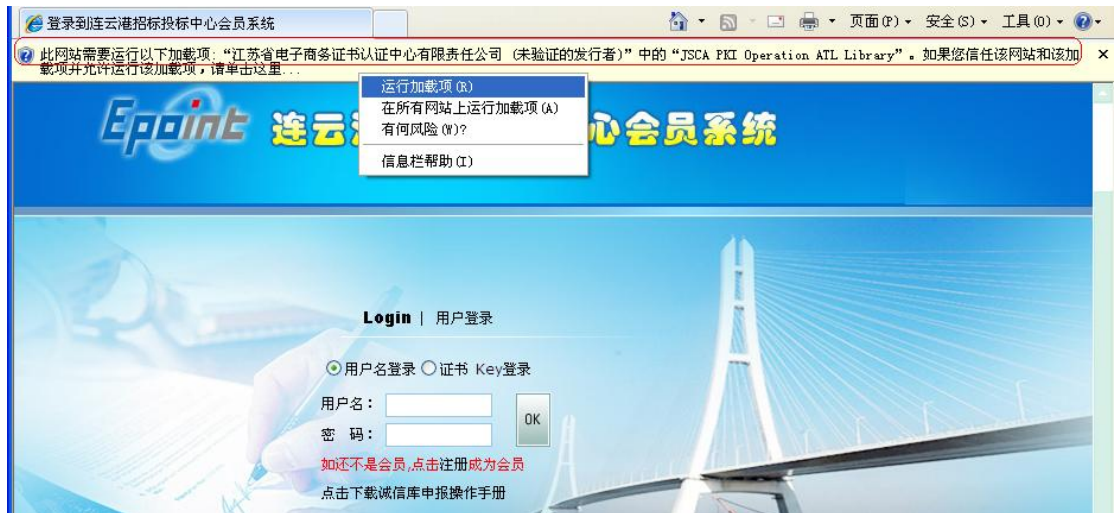 登录到连云港招标投标中心会员系统
页面(P) 安全(S) 工具(O)
此网站需要运行以下加载项:“江苏省电子商务证书认证中心有限责任公司 (未验证的发行者)”中的“JSCA PKI Operation ATL Library”。如果您信任该网站和该加
载项并允许运行该加载项，请单击这里...
运行加载项(R)
在所有网站上运行加载项(A)
有何风险(W)?
信息栏帮助(I)
Epoint 连云 心会员系统
Login | 用户登录
用户名登录 证书 Key登录
用户名：
OK
密 码：
如还不是会员,点击注册成为会员
点击下载诚信库申报操作手册